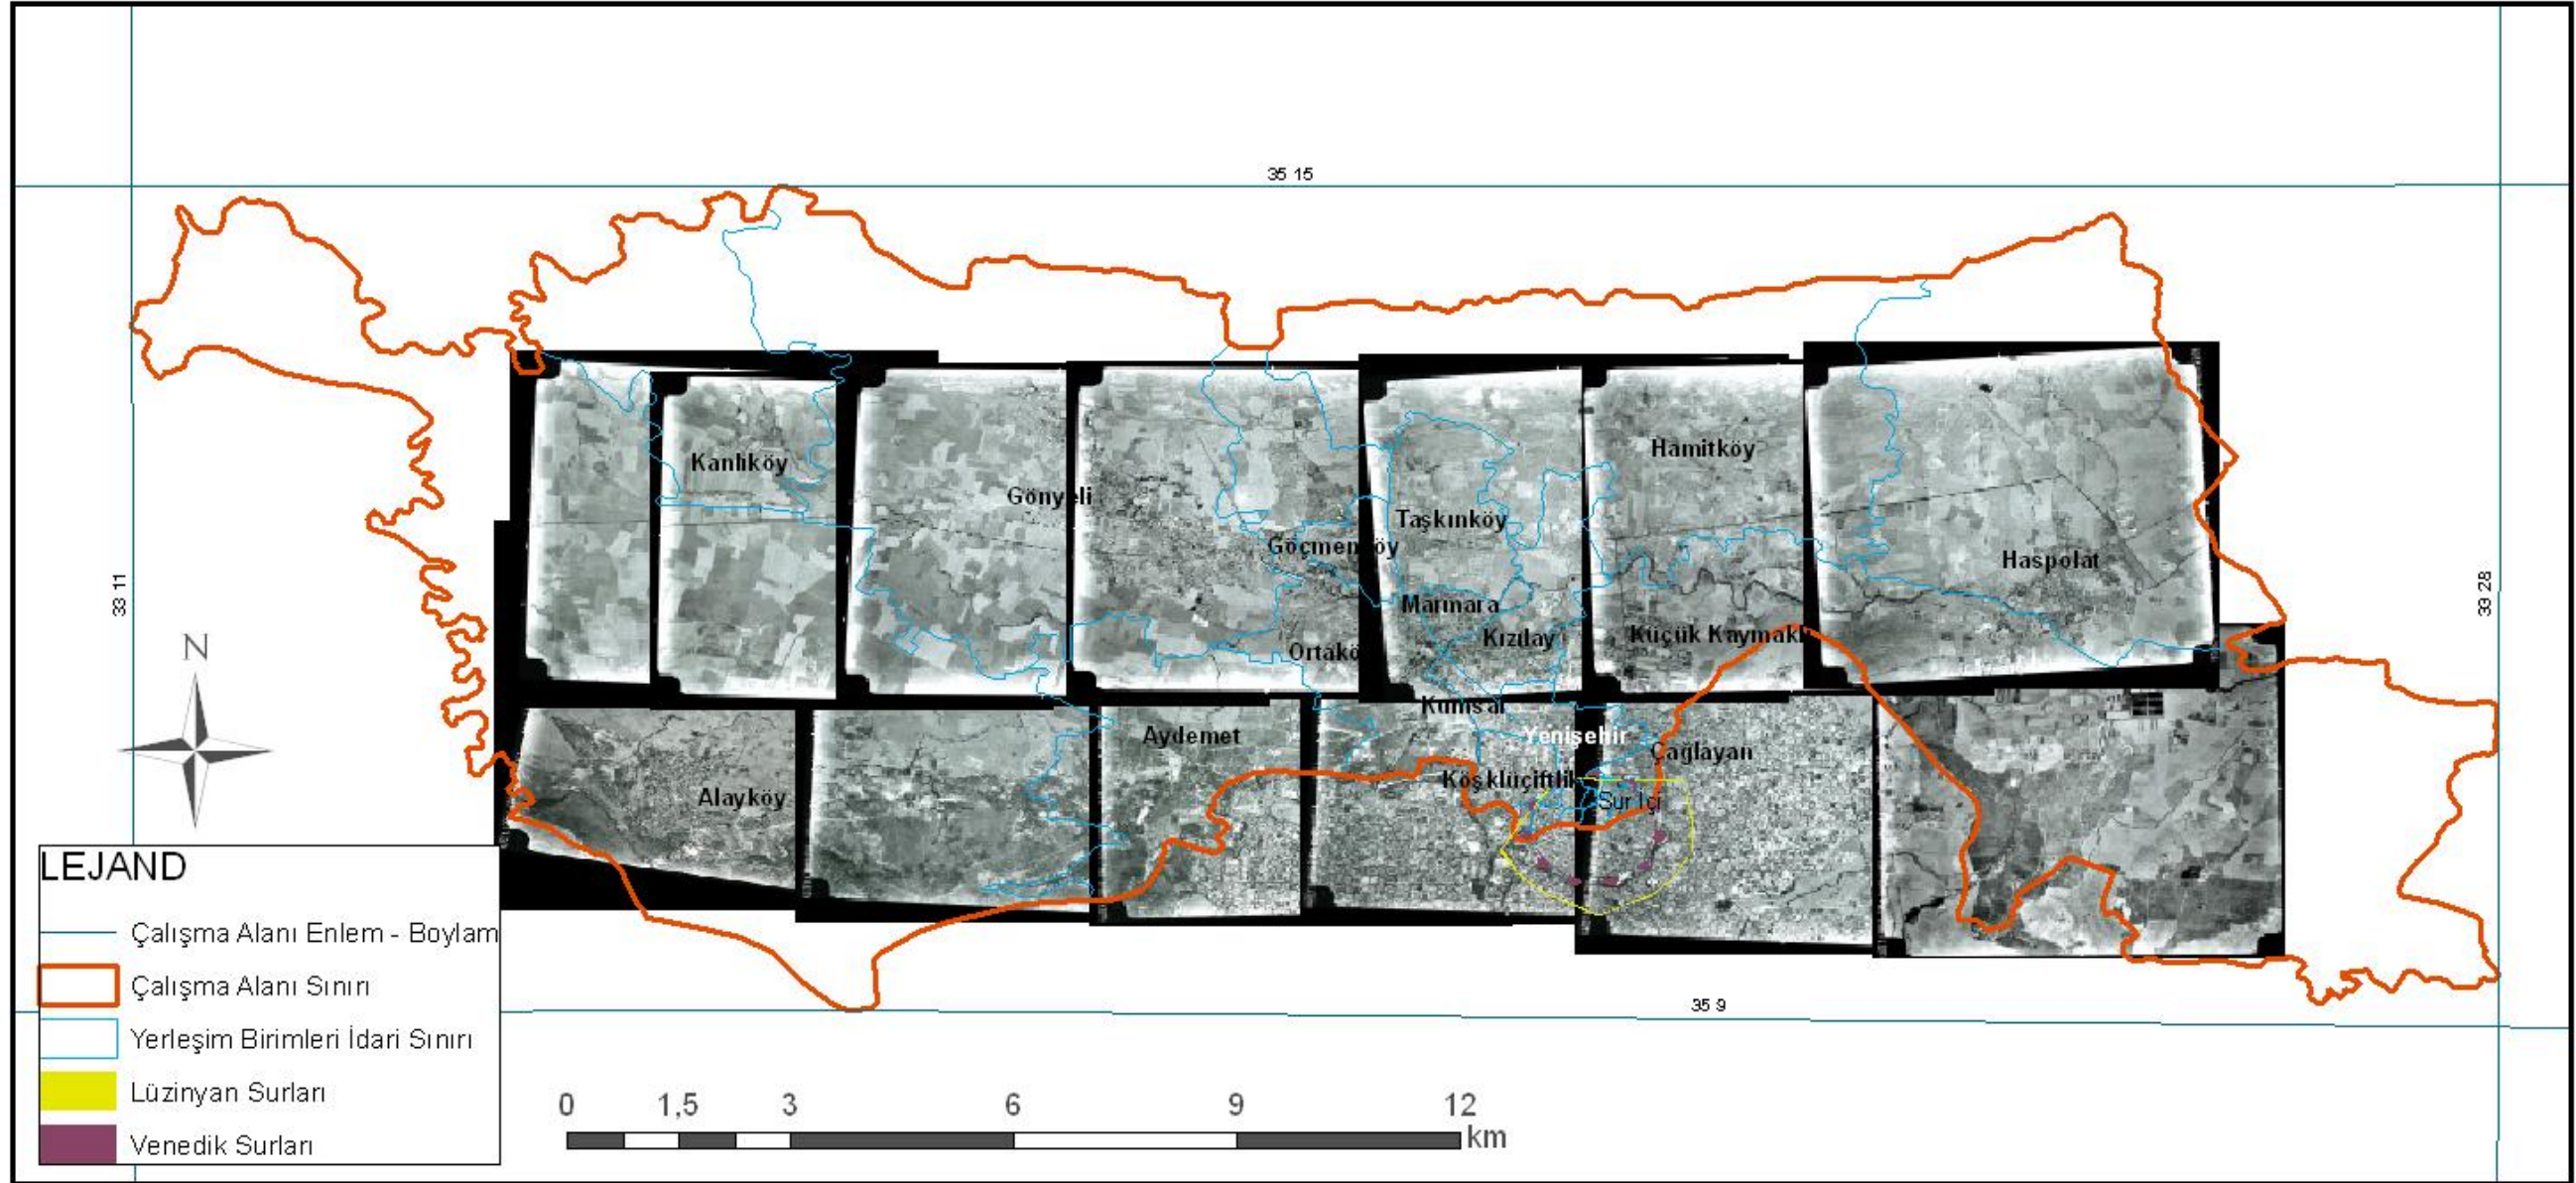 35 15
Kanlıköy
Hamitköy
Gönyeli
Taşkınköy
Göçmenköy
Haspolat
33 11
33 28
Marmara
Kızılay
Küçük Kaymakl
Ortakö
N
Kumsal
Aydemet
Yenişehir
Çağlayan
Köşklüçiftlik
Alayköy
Sur İçi
LEJAND
Çalışma Alanı Enlem - Boylam
Çalışma Alanı Sınırı
Yerleşim Birimleri İdari Sınırı
Lüzinyan Surları
Venedik Surları
35 9
0 1,5 3 6 9 12
km